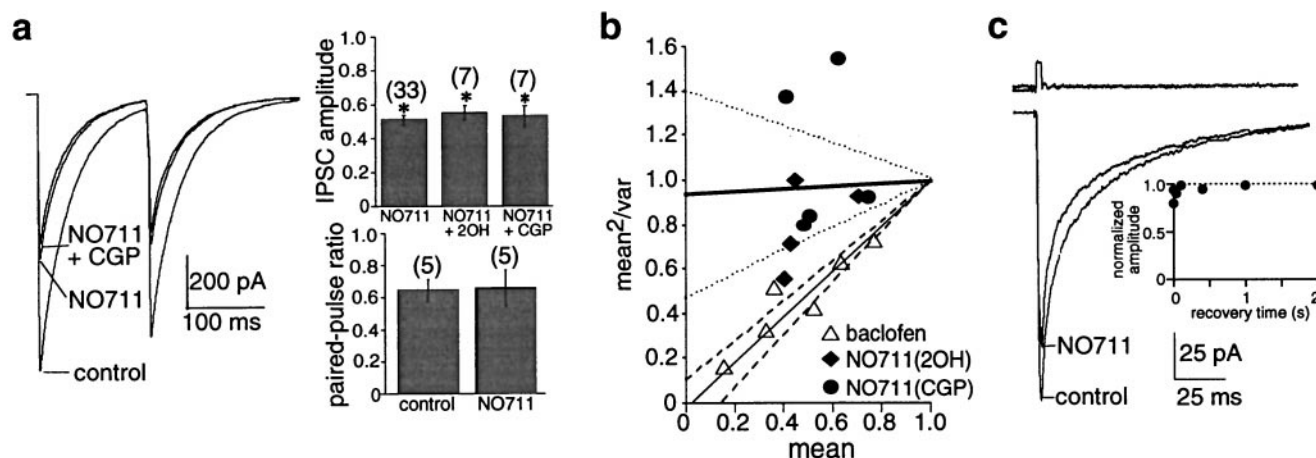 a
NO711
+ CGP
NO711
control
200 pA
100 ms
IPSC amplitude
1.0
0.8
0.6
0.4
0.2
0
(33)
(7)
(7)
*
*
*
NO711
NO711
+ 2OH
NO711
+ CGP
paired-pulse ratio
1.0
0.8
0.6
0.4
0.2
0
(5)
(5)
control
NO711
b
mean²/var
1.6
1.4
1.2
1.0
0.8
0.6
0.4
0.2
0
0
0.2
0.4
0.6
0.8
1.0
mean
baclofen
NO711(2OH)
NO711(CGP)
c
NO711
control
normalized
amplitude
1.0
0.5
0
0
1
2
recovery time (s)
25 pA
25 ms